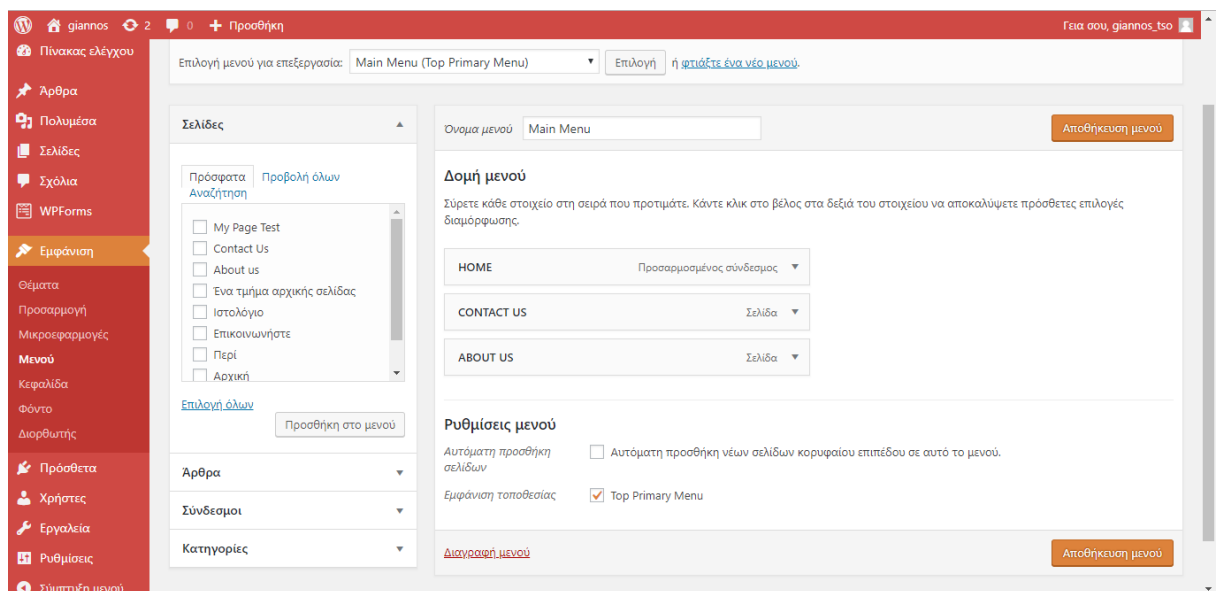 giannos 2 0 Προσθήκη Γεια σου, giannos_tso
Πίνακας ελέγχου
Άρθρα
Πολυμέσα
Σελίδες
Σχόλια
WPForms
Εμφάνιση
Θέματα
Προσαρμογή
Μικροεφαρμογές
Μενού
Κεφαλίδα
Φόντο
Διορθωτής
Πρόσθετα
Χρήστες
Εργαλεία
Ρυθμίσεις
Σύμπτυξη μενού
Επιλογή μενού για επεξεργασία: Main Menu (Top Primary Menu) Επιλογή ή φτιάξτε ένα νέο μενού.
Σελίδες
Πρόσφατα Προβολή όλων
Αναζήτηση
My Page Test
Contact Us
About us
Ένα τμήμα αρχικής σελίδας
Ιστολόγιο
Επικοινωνήστε
Περί
Αρχική
Επιλογή όλων
Προσθήκη στο μενού
Άρθρα
Σύνδεσμοι
Κατηγορίες
Όνομα μενού Main Menu Αποθήκευση μενού
Δομή μενού
Σύρετε κάθε στοιχείο στη σειρά που προτιμάτε. Κάντε κλικ στο βέλος στα δεξιά του στοιχείου να αποκαλύψετε πρόσθετες επιλογές
διαμόρφωσης.
HOME Προσαρμοσμένος σύνδεσμος
CONTACT US Σελίδα
ABOUT US Σελίδα
Ρυθμίσεις μενού
Αυτόματη προσθήκη Αυτόματη προσθήκη νέων σελίδων κορυφαίου επιπέδου σε αυτό το μενού.
σελίδων
Εμφάνιση τοποθεσίας Top Primary Menu
Διαγραφή μενού Αποθήκευση μενού